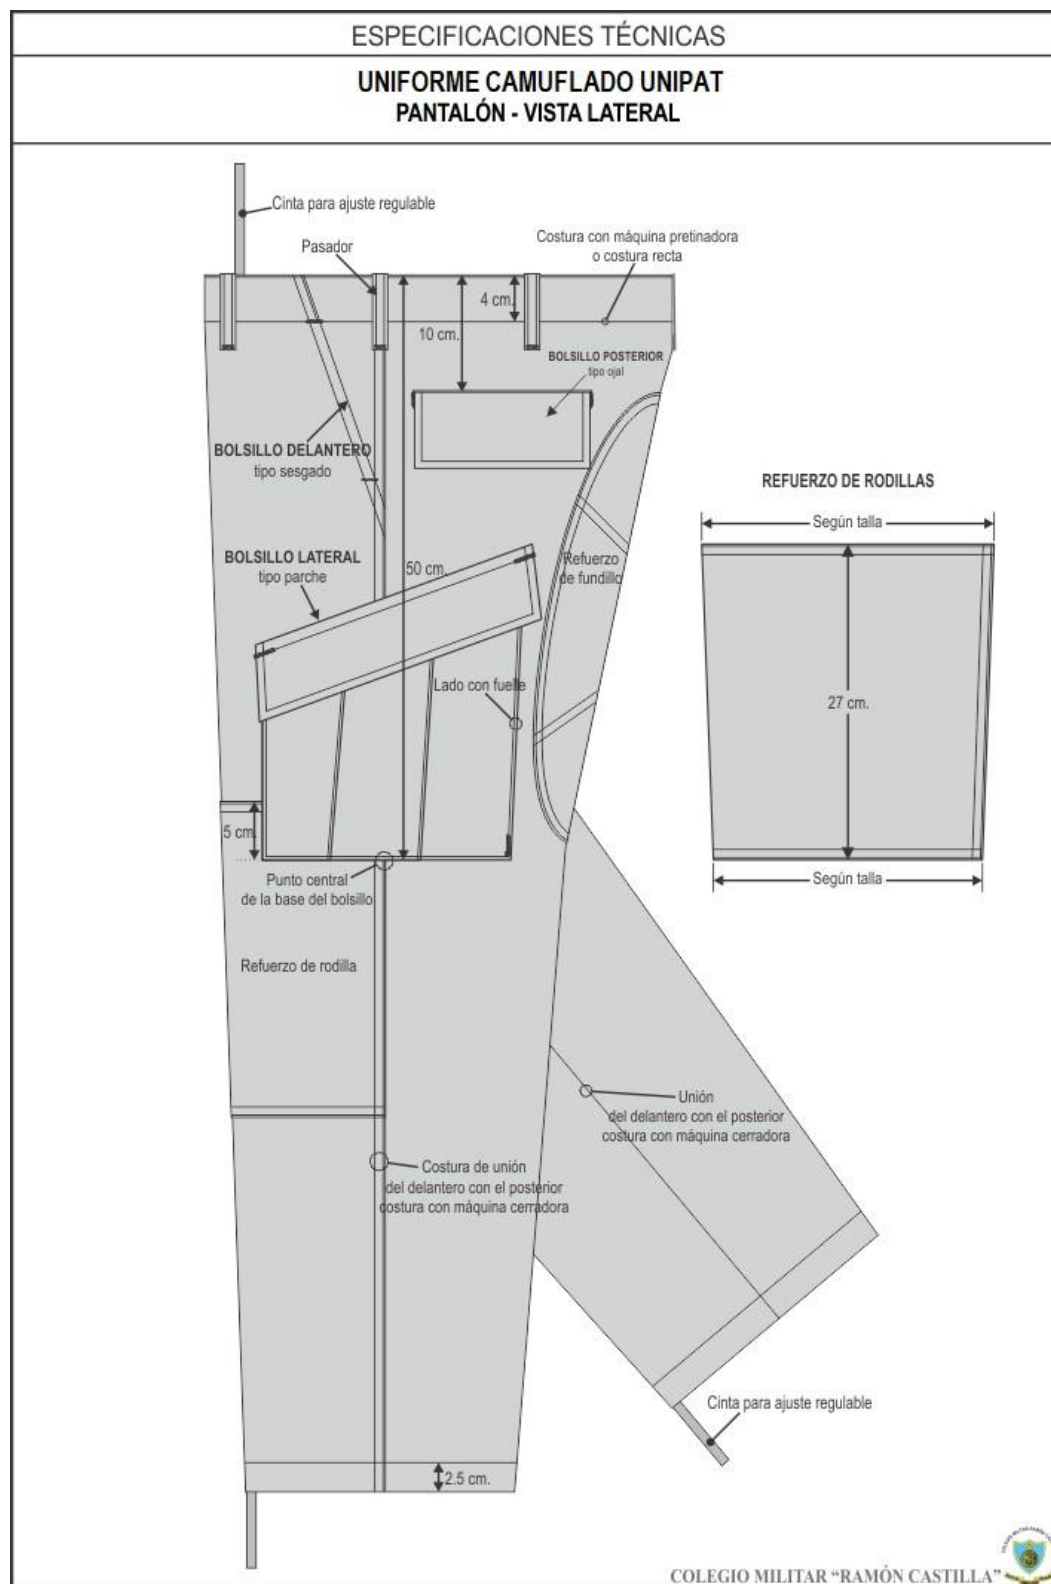 ESPECIFICACIONES TÉCNICAS
UNIFORME CAMUFLADO UNIPAT
PANTALÓN - VISTA LATERAL
Cinta para ajuste regulable
Pasador
Costura con máquina pretinadora
o costura recta
4 cm.
10 cm.
BOLSILLO POSTERIOR
tipo ojal
BOLSILLO DELANTERO
tipo sesgado
REFUERZO DE RODILLAS
Según talla
BOLSILLO LATERAL
tipo parche
50 cm.
Refuerzo
de fundillo
Lado con fuelle
27 cm.
5 cm.
Punto central
de la base del bolsillo
Según talla
Refuerzo de rodilla
Unión
del delantero con el posterior
costura con máquina cerradora
Costura de unión
del delantero con el posterior
costura con máquina cerradora
Cinta para ajuste regulable
2.5 cm.
COLEGIO MILITAR “RAMÓN CASTILLA”